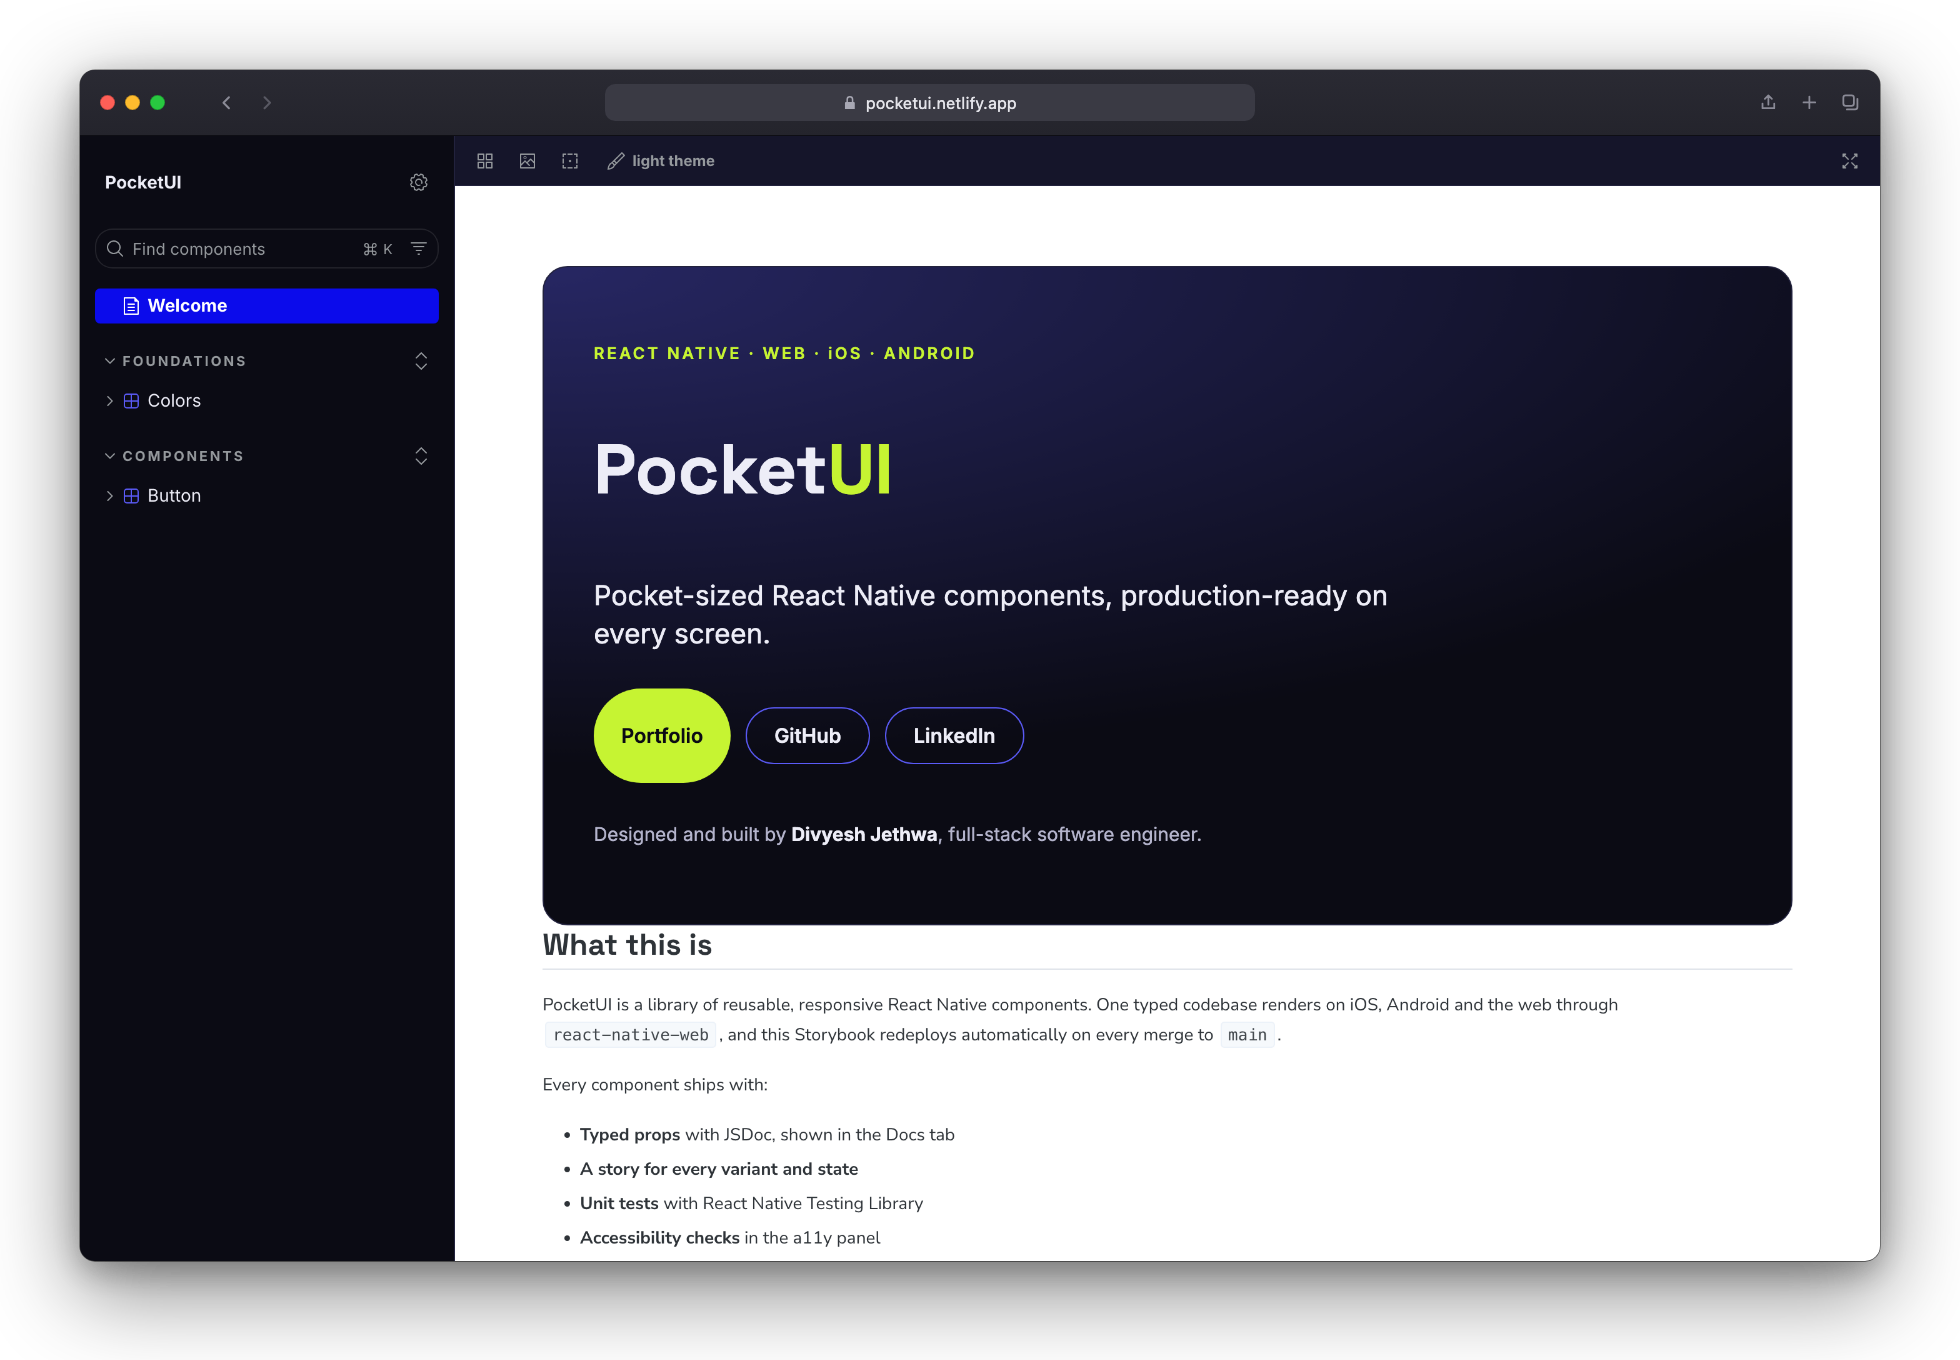 pocketui.netlify.app
PocketUI
Find components
⌘ K
Welcome
FOUNDATIONS
Colors
COMPONENTS
Button
light theme
REACT NATIVE · WEB · iOS · ANDROID
PocketUI
Pocket-sized React Native components, production-ready on
every screen.
Portfolio
GitHub
LinkedIn
Designed and built by Divyesh Jethwa, full-stack software engineer.
What this is
PocketUI is a library of reusable, responsive React Native components. One typed codebase renders on iOS, Android and the web through
react-native-web , and this Storybook redeploys automatically on every merge to main .
Every component ships with:
• Typed props with JSDoc, shown in the Docs tab
• A story for every variant and state
• Unit tests with React Native Testing Library
• Accessibility checks in the a11y panel